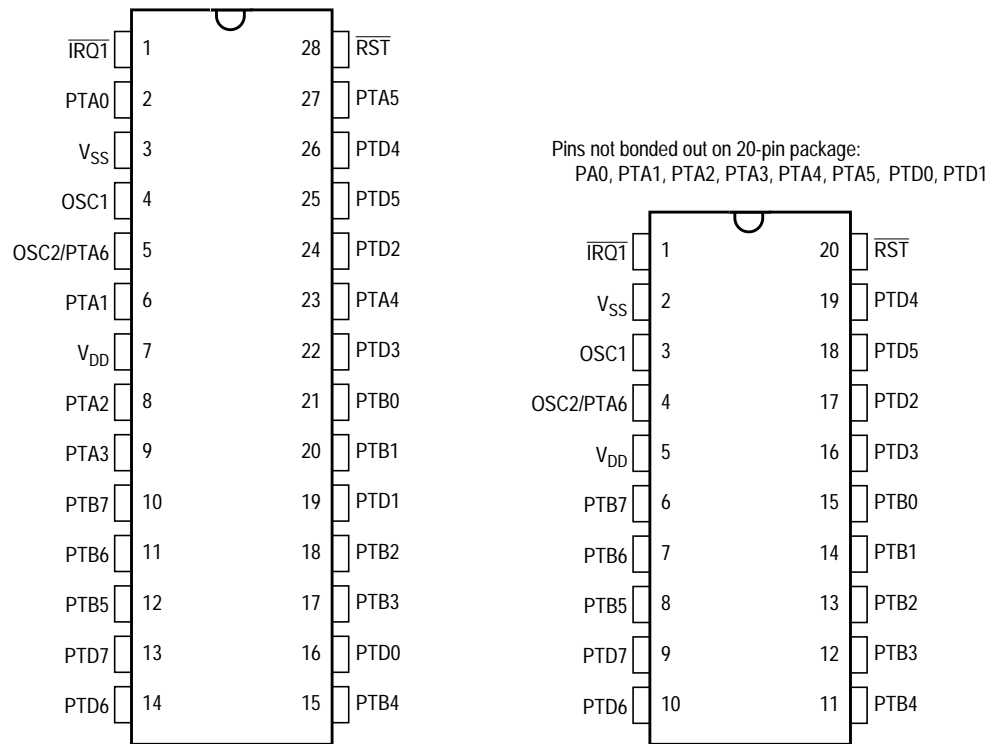 IRQ1 1 28 RST
PTA0 2 27 PTA5
VSS 3 26 PTD4
OSC1 4 25 PTD5
OSC2/PTA6 5 24 PTD2
PTA1 6 23 PTA4
VDD 7 22 PTD3
PTA2 8 21 PTB0
PTA3 9 20 PTB1
PTB7 10 19 PTD1
PTB6 11 18 PTB2
PTB5 12 17 PTB3
PTD7 13 16 PTD0
PTD6 14 15 PTB4
Pins not bonded out on 20-pin package:
PA0, PTA1, PTA2, PTA3, PTA4, PTA5, PTD0, PTD1
IRQ1 1 20 RST
VSS 2 19 PTD4
OSC1 3 18 PTD5
OSC2/PTA6 4 17 PTD2
VDD 5 16 PTD3
PTB7 6 15 PTB0
PTB6 7 14 PTB1
PTB5 8 13 PTB2
PTD7 9 12 PTB3
PTD6 10 11 PTB4